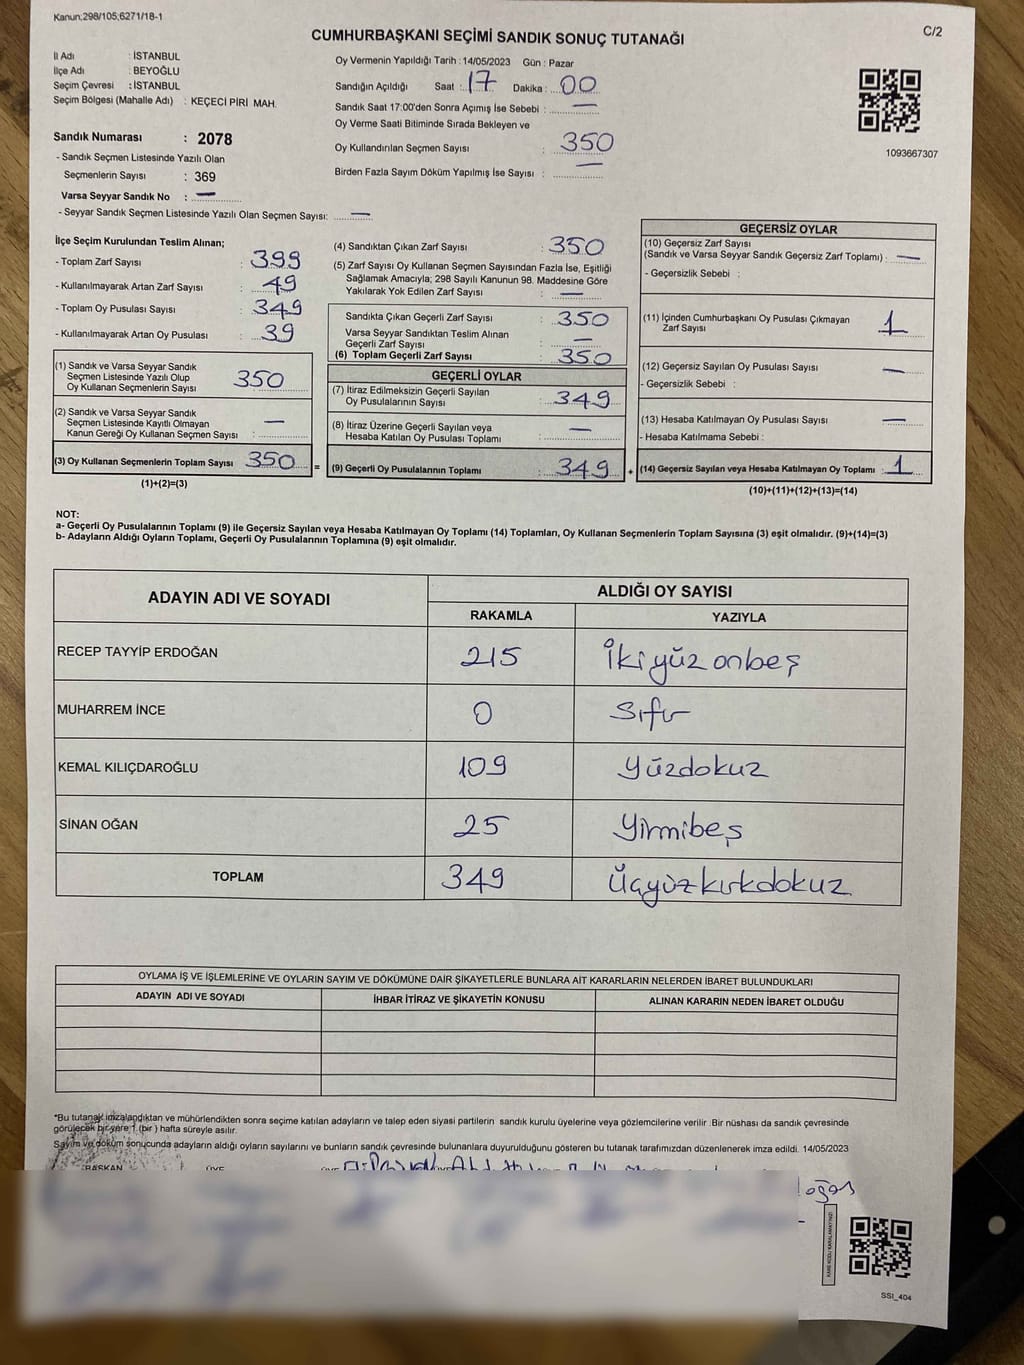 Kanun;298/105;6271/18-1
C/2
CUMHURBAŞKANI SEÇİMİ SANDIK SONUÇ TUTANAĞI
İl Adı : İSTANBUL
İlçe Adı : BEYOĞLU
Seçim Çevresi : İSTANBUL
Seçim Bölgesi (Mahalle Adı) : KEÇECİ PİRİ MAH.
Sandık Numarası : 2078
- Sandık Seçmen Listesinde Yazılı Olan
Seçmenlerin Sayısı : 369
Varsa Seyyar Sandık No : —
- Seyyar Sandık Seçmen Listesinde Yazılı Olan Seçmen Sayısı: —
Oy Vermenin Yapıldığı Tarih : 14/05/2023 Gün : Pazar
Sandığın Açıldığı Saat : 17 Dakika : 00
Sandık Saat 17:00'den Sonra Açımış İse Sebebi : —
Oy Verme Saati Bitiminde Sırada Bekleyen ve
Oy Kullandırılan Seçmen Sayısı : 350
Birden Fazla Sayım Döküm Yapılmış İse Sayısı : —
1093667307
İlçe Seçim Kurulundan Teslim Alınan;
- Toplam Zarf Sayısı : 399
- Kullanılmayarak Artan Zarf Sayısı : 49
- Toplam Oy Pusulası Sayısı : 349
- Kullanılmayarak Artan Oy Pusulası : 39
(1) Sandık ve Varsa Seyyar Sandık
Seçmen Listesinde Yazılı Olup
Oy Kullanan Seçmenlerin Sayısı 350
(2) Sandık ve Varsa Seyyar Sandık
Seçmen Listesinde Kayıtlı Olmayan
Kanun Gereği Oy Kullanan Seçmen Sayısı : —
(3) Oy Kullanan Seçmenlerin Toplam Sayısı 350
(1)+(2)=(3)
=
(4) Sandıktan Çıkan Zarf Sayısı : 350
(5) Zarf Sayısı Oy Kullanan Seçmen Sayısından Fazla İse, Eşitliği
Sağlamak Amacıyla; 298 Sayılı Kanunun 98. Maddesine Göre
Yakılarak Yok Edilen Zarf Sayısı : —
Sandıkta Çıkan Geçerli Zarf Sayısı : 350
Varsa Seyyar Sandıktan Teslim Alınan
Geçerli Zarf Sayısı : —
(6) Toplam Geçerli Zarf Sayısı : 350
GEÇERLİ OYLAR
(7) İtiraz Edilmeksizin Geçerli Sayılan
Oy Pusulalarının Sayısı : 349
(8) İtiraz Üzerine Geçerli Sayılan veya
Hesaba Katılan Oy Pusulası Toplamı : —
(9) Geçerli Oy Pusulalarının Toplamı : 349
+
GEÇERSİZ OYLAR
(10) Geçersiz Zarf Sayısı
(Sandık ve Varsa Seyyar Sandık Geçersiz Zarf Toplamı) : —
- Geçersizlik Sebebi :
(11) İçinden Cumhurbaşkanı Oy Pusulası Çıkmayan
Zarf Sayısı : 1
(12) Geçersiz Sayılan Oy Pusulası Sayısı : —
- Geçersizlik Sebebi :
(13) Hesaba Katılmayan Oy Pusulası Sayısı : —
- Hesaba Katılmama Sebebi :
(14) Geçersiz Sayılan veya Hesaba Katılmayan Oy Toplamı : 1
(10)+(11)+(12)+(13)=(14)
NOT:
a- Geçerli Oy Pusulalarının Toplamı (9) ile Geçersiz Sayılan veya Hesaba Katılmayan Oy Toplamı (14) Toplamları, Oy Kullanan Seçmenlerin Toplam Sayısına (3) eşit olmalıdır. (9)+(14)=(3)
b- Adayların Aldığı Oyların Toplamı, Geçerli Oy Pusulalarının Toplamına (9) eşit olmalıdır.
ADAYIN ADI VE SOYADI ALDIĞI OY SAYISI
RAKAMLA YAZIYLA
RECEP TAYYİP ERDOĞAN 215 İkiyüzonbeş
MUHARREM İNCE 0 Sıfır
KEMAL KILIÇDAROĞLU 109 Yüzdokuz
SİNAN OĞAN 25 Yirmibeş
TOPLAM 349 Üçyüzkırkdokuz
OYLAMA İŞ VE İŞLEMLERİNE VE OYLARIN SAYIM VE DÖKÜMÜNE DAİR ŞİKAYETLERLE BUNLARA AİT KARARLARIN NELERDEN İBARET BULUNDUKLARI
ADAYIN ADI VE SOYADI İHBAR İTİRAZ VE ŞİKAYETİN KONUSU ALINAN KARARIN NEDEN İBARET OLDUĞU
*Bu tutanak imzalandıktan ve mühürlendikten sonra seçime katılan adayların ve talep eden siyasi partilerin sandık kurulu üyelerine veya gözlemcilerine verilir. Bir nüshası da sandık çevresinde
görülecek bir yere 1 (bir) hafta süreyle asılır.
Sayım ve döküm sonucunda adayların aldığı oyların sayılarını ve bunların sandık çevresinde bulunanlara duyurulduğunu gösteren bu tutanak tarafımızdan düzenlenerek imza edildi. 14/05/2023
BAŞKAN ÜYE
KARE KODU KARALAMAYINIZ!
SSİ_404